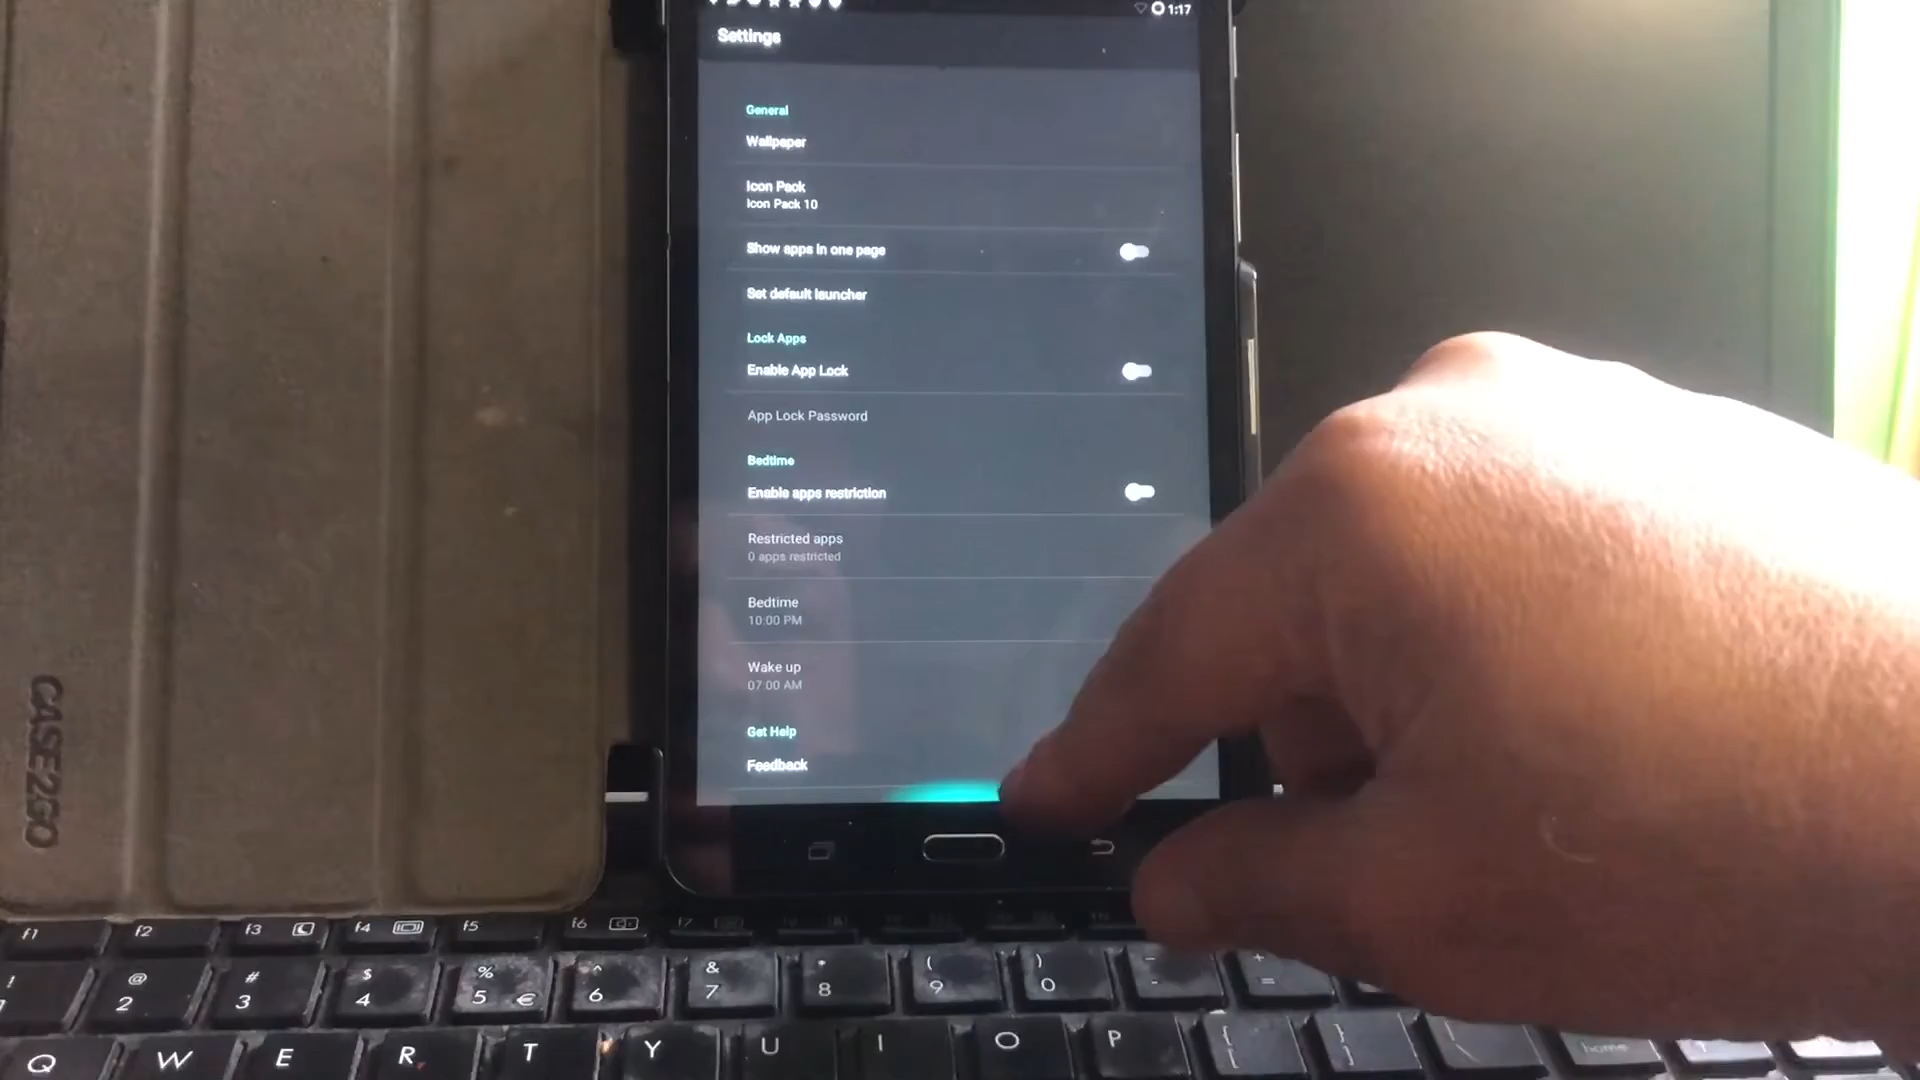 1:17
Settings
General
Wallpaper
Icon Pack
Icon Pack 10
Show apps in one page
Set default launcher
Lock Apps
Enable App Lock
App Lock Password
Bedtime
Enable apps restriction
Restricted apps
0 apps restricted
Bedtime
10:00 PM
Wake up
07:00 AM
Get Help
Feedback
CASE2GO
f1 f2 f3 f4 f5 f6 f7
! @ # $ % ^ & * ( ) - +
1 2 3 4 5 € 6 7 8 9 0 - =
Q W E R T Y U I O P { [ } ] \ home